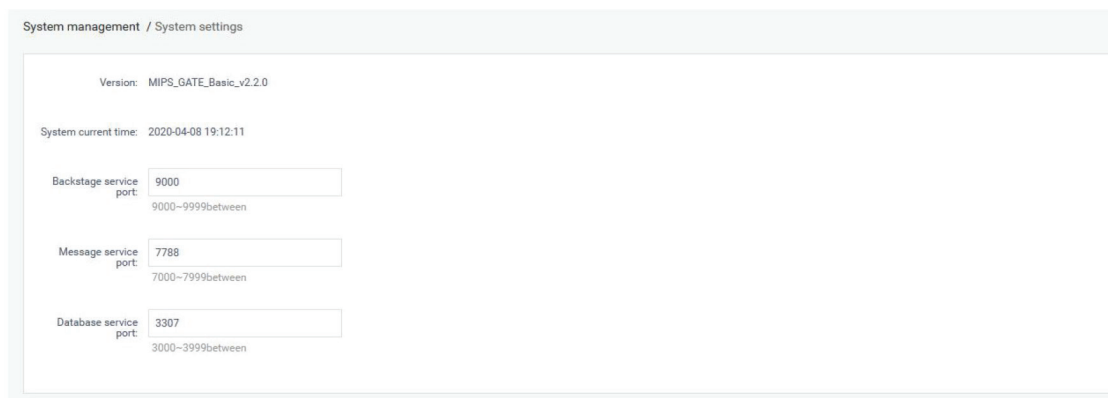 System management / System settings
Version: MIPS_GATE_Basic_v2.2.0
System current time: 2020-04-08 19:12:11
Backstage service port: 9000
9000~9999between
Message service port: 7788
7000~7999between
Database service port: 3307
3000~3999between